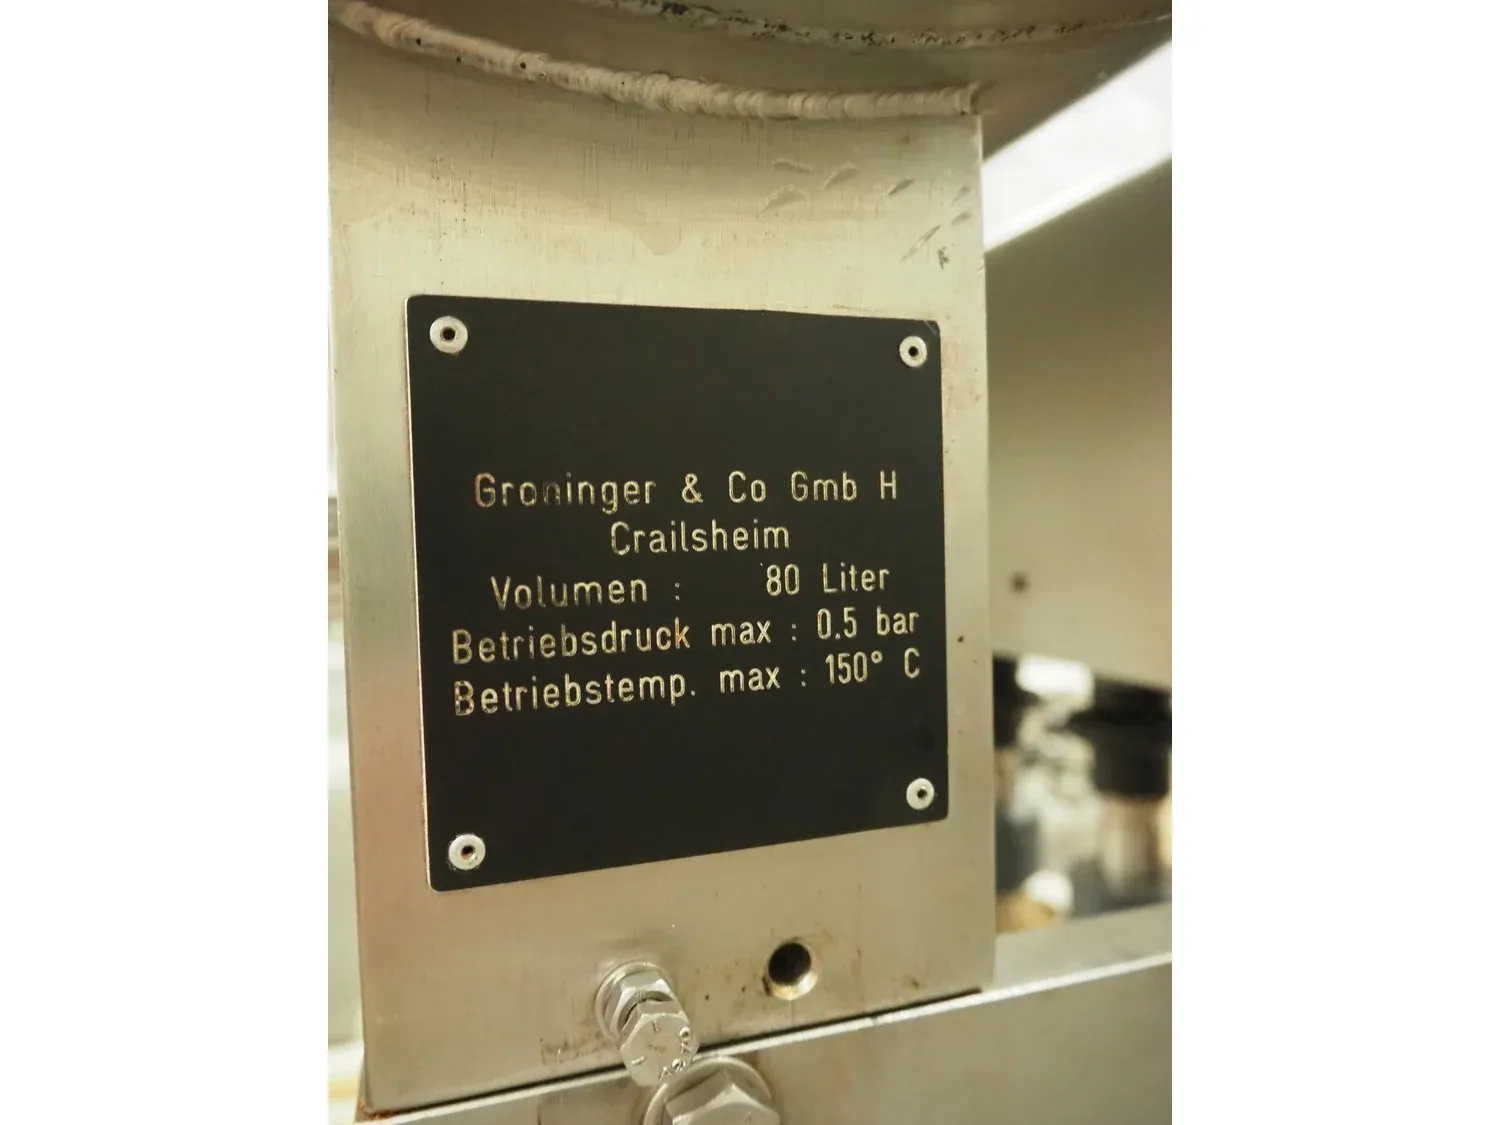 Groninger & Co Gmb H
Crailsheim
Volumen : 80 Liter
Betriebsdruck max : 0.5 bar
Betriebstemp. max : 150° C